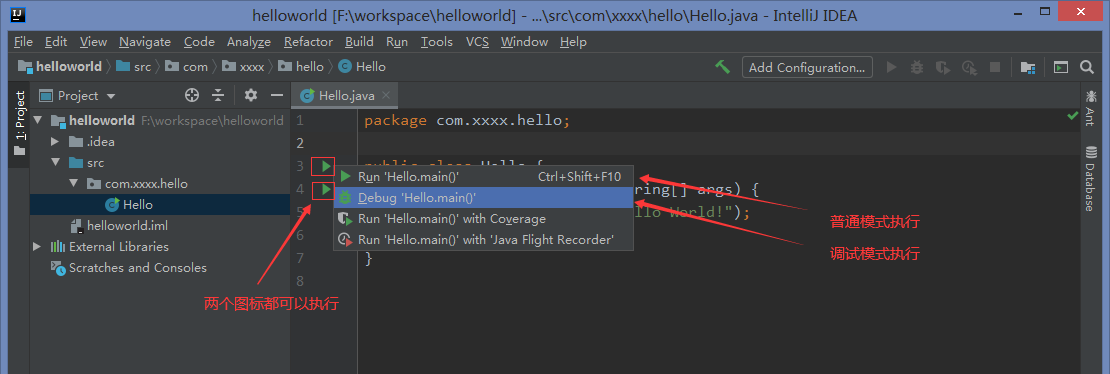 helloworld [F:\workspace\helloworld] - ...\src\com\xxxx\hello\Hello.java - IntelliJ IDEA
File Edit View Navigate Code Analyze Refactor Build Run Tools VCS Window Help
helloworld src com xxxx hello Hello Add Configuration...
1: Project
Project
Hello.java
helloworld F:\workspace\helloworld
.idea
src
com.xxxx.hello
Hello
helloworld.iml
External Libraries
Scratches and Consoles
1 package com.xxxx.hello;
2
3 public class Hello {
4 ring[] args) {
5 llo World!");
6
7 }
8
Run 'Hello.main()' Ctrl+Shift+F10
Debug 'Hello.main()'
Run 'Hello.main()' with Coverage
Run 'Hello.main()' with 'Java Flight Recorder'
普通模式执行
调试模式执行
两个图标都可以执行
Ant
Database